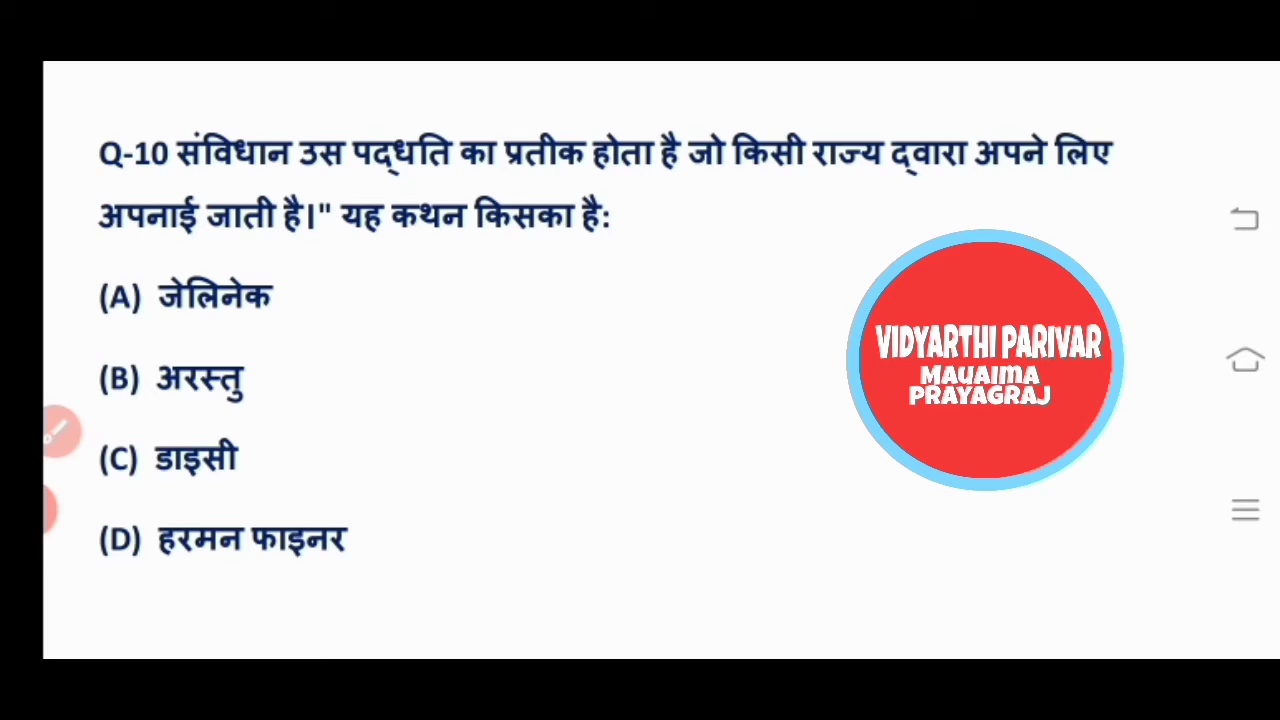 Q-10 संविधान उस पद्धति का प्रतीक होता है जो किसी राज्य द्वारा अपने लिए
अपनाई जाती है।" यह कथन किसका है:
(A) जेलिनेक
(B) अरस्तु
(C) डाइसी
(D) हरमन फाइनर
VIDYARTHI PARIVAR
MAUAIMA
PRAYAGRAJ